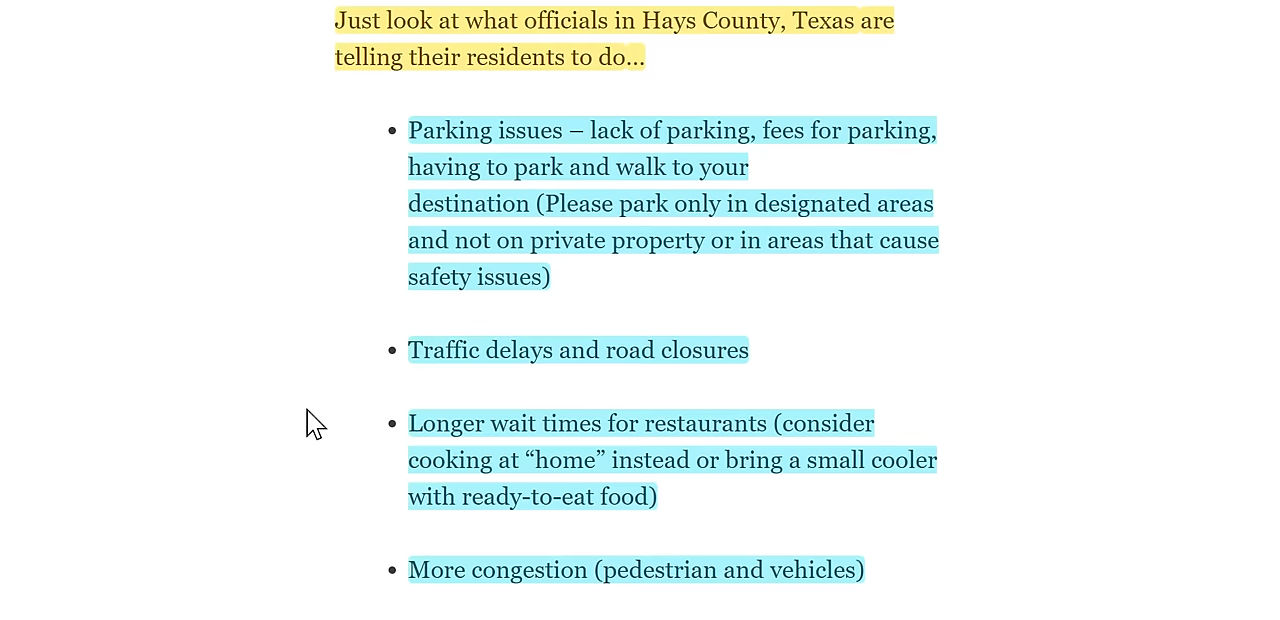 Just look at what officials in Hays County, Texas are
telling their residents to do…
• Parking issues – lack of parking, fees for parking,
having to park and walk to your
destination (Please park only in designated areas
and not on private property or in areas that cause
safety issues)
• Traffic delays and road closures
• Longer wait times for restaurants (consider
cooking at “home” instead or bring a small cooler
with ready-to-eat food)
• More congestion (pedestrian and vehicles)